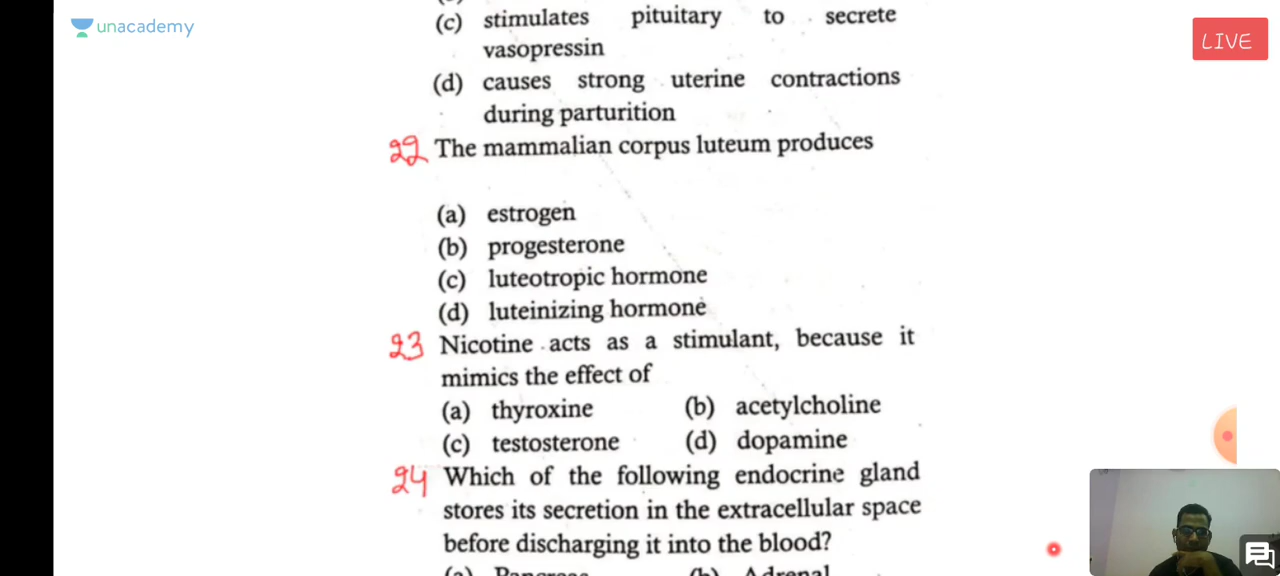 unacademy
LIVE
(c) stimulates pituitary to secrete
vasopressin
(d) causes strong uterine contractions
during parturition
22 The mammalian corpus luteum produces
(a) estrogen
(b) progesterone
(c) luteotropic hormone
(d) luteinizing hormone
23 Nicotine acts as a stimulant, because it
mimics the effect of
(a) thyroxine (b) acetylcholine
(c) testosterone (d) dopamine
24 Which of the following endocrine gland
stores its secretion in the extracellular space
before discharging it into the blood?
(a) Pancreas (b) Adrenal